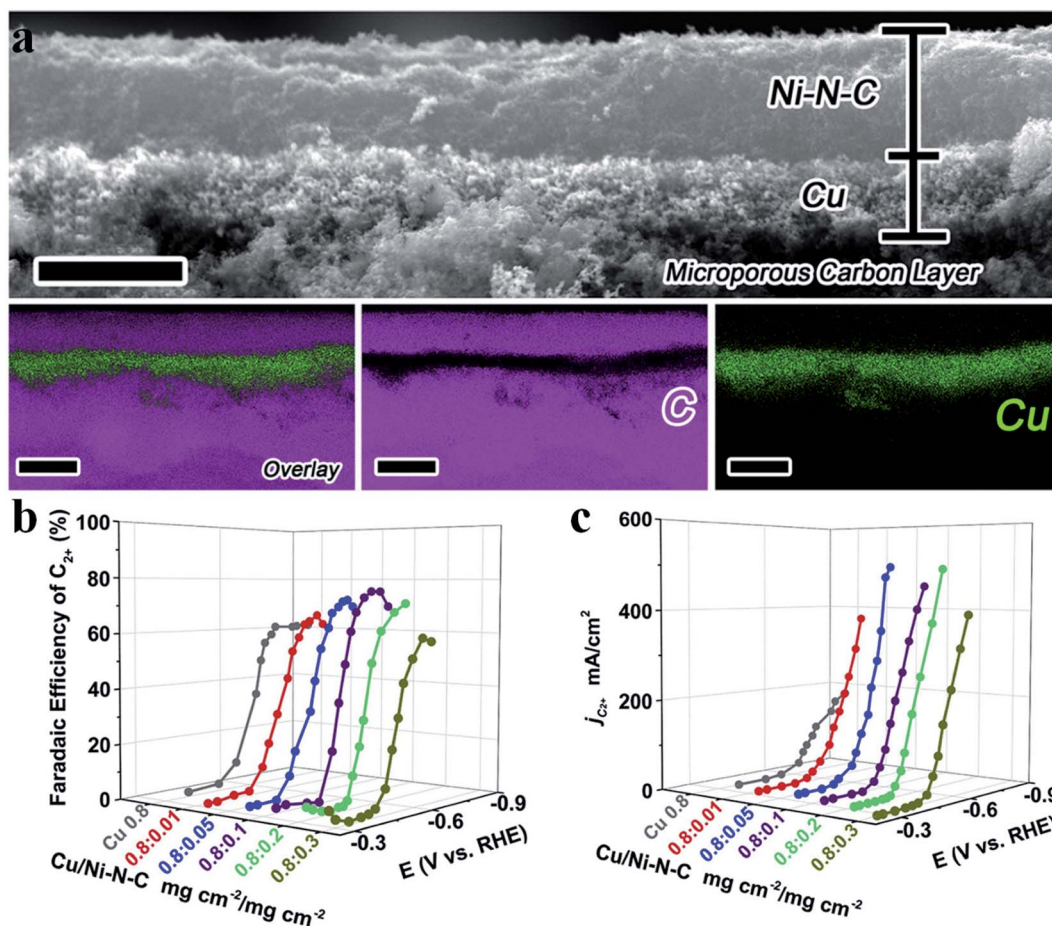 a
Ni-N-C
Cu
Microporous Carbon Layer
Overlay
C
Cu
b
Faradaic Efficiency of C₂₊ (%)
100
80
60
40
20
0
Cu 0.8
0.8:0.01
0.8:0.05
0.8:0.1
0.8:0.2
0.8:0.3
Cu/Ni-N-C mg cm⁻²/mg cm⁻²
-0.3
-0.6
-0.9
E (V vs. RHE)
c
j_C₂₊ mA/cm²
600
400
200
0
Cu 0.8
0.8:0.01
0.8:0.05
0.8:0.1
0.8:0.2
0.8:0.3
Cu/Ni-N-C mg cm⁻²/mg cm⁻²
-0.3
-0.6
-0.9
E (V vs. RHE)